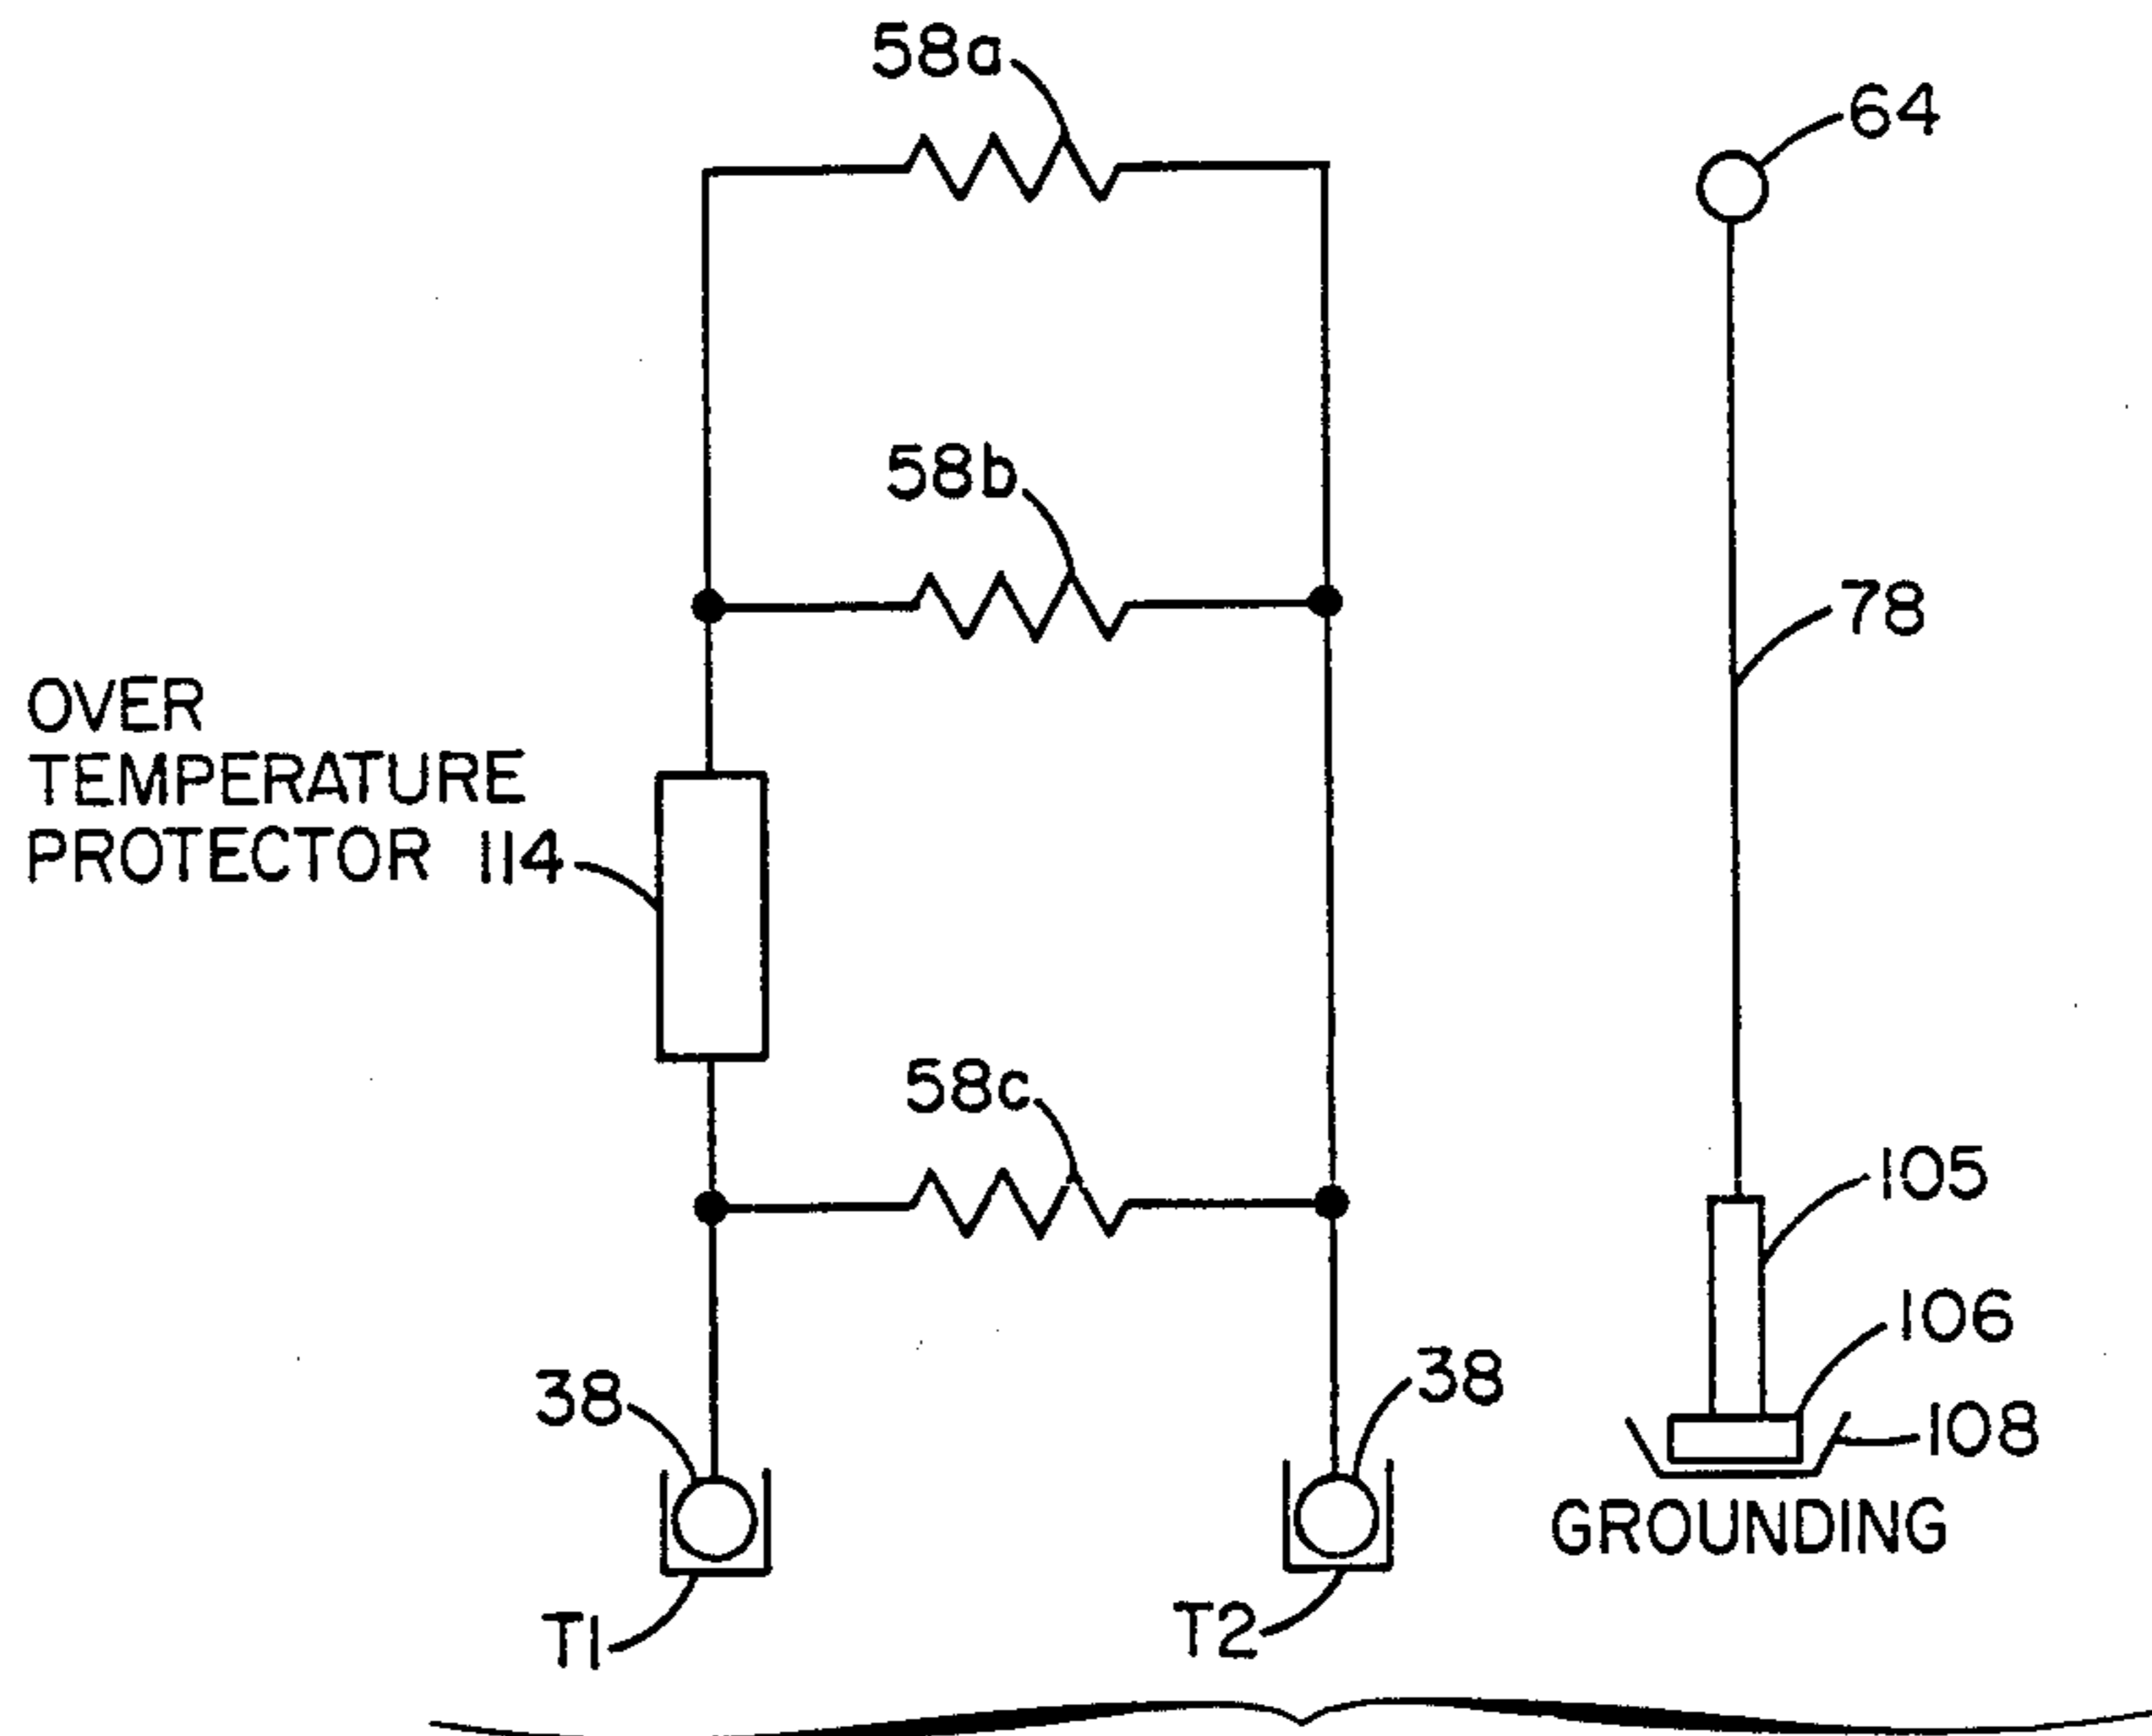 58a
64
58b
78
OVER
TEMPERATURE
PROTECTOR 114
58c
105
106
38
38
108
GROUNDING
T1
T2